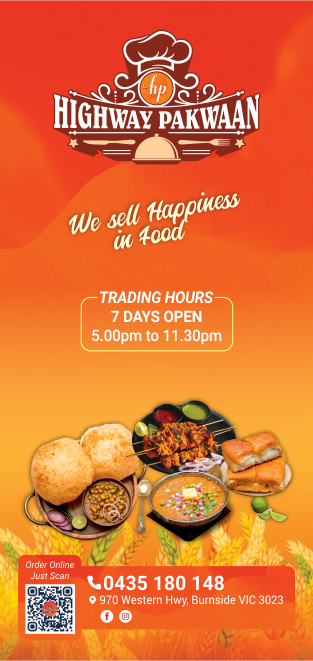 hp
HIGHWAY PAKWAAN
We sell Happiness
in Food
TRADING HOURS
7 DAYS OPEN
5.00pm to 11.30pm
Order Online
Just Scan
0435 180 148
970 Western Hwy, Burnside VIC 3023